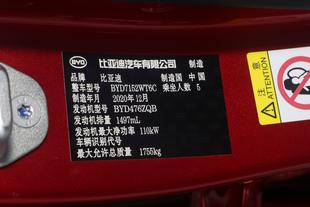 BYD 比亚迪汽车有限公司 制造
品牌 比亚迪 制造国 中国
整车型号 BYD7152WT6C 乘坐人数 5
制造年月 2020年12月
发动机型号 BYD476ZQB
发动机排量 1497mL
发动机最大净功率 110kW
车辆识别代号
最大允许总质量 1755kg